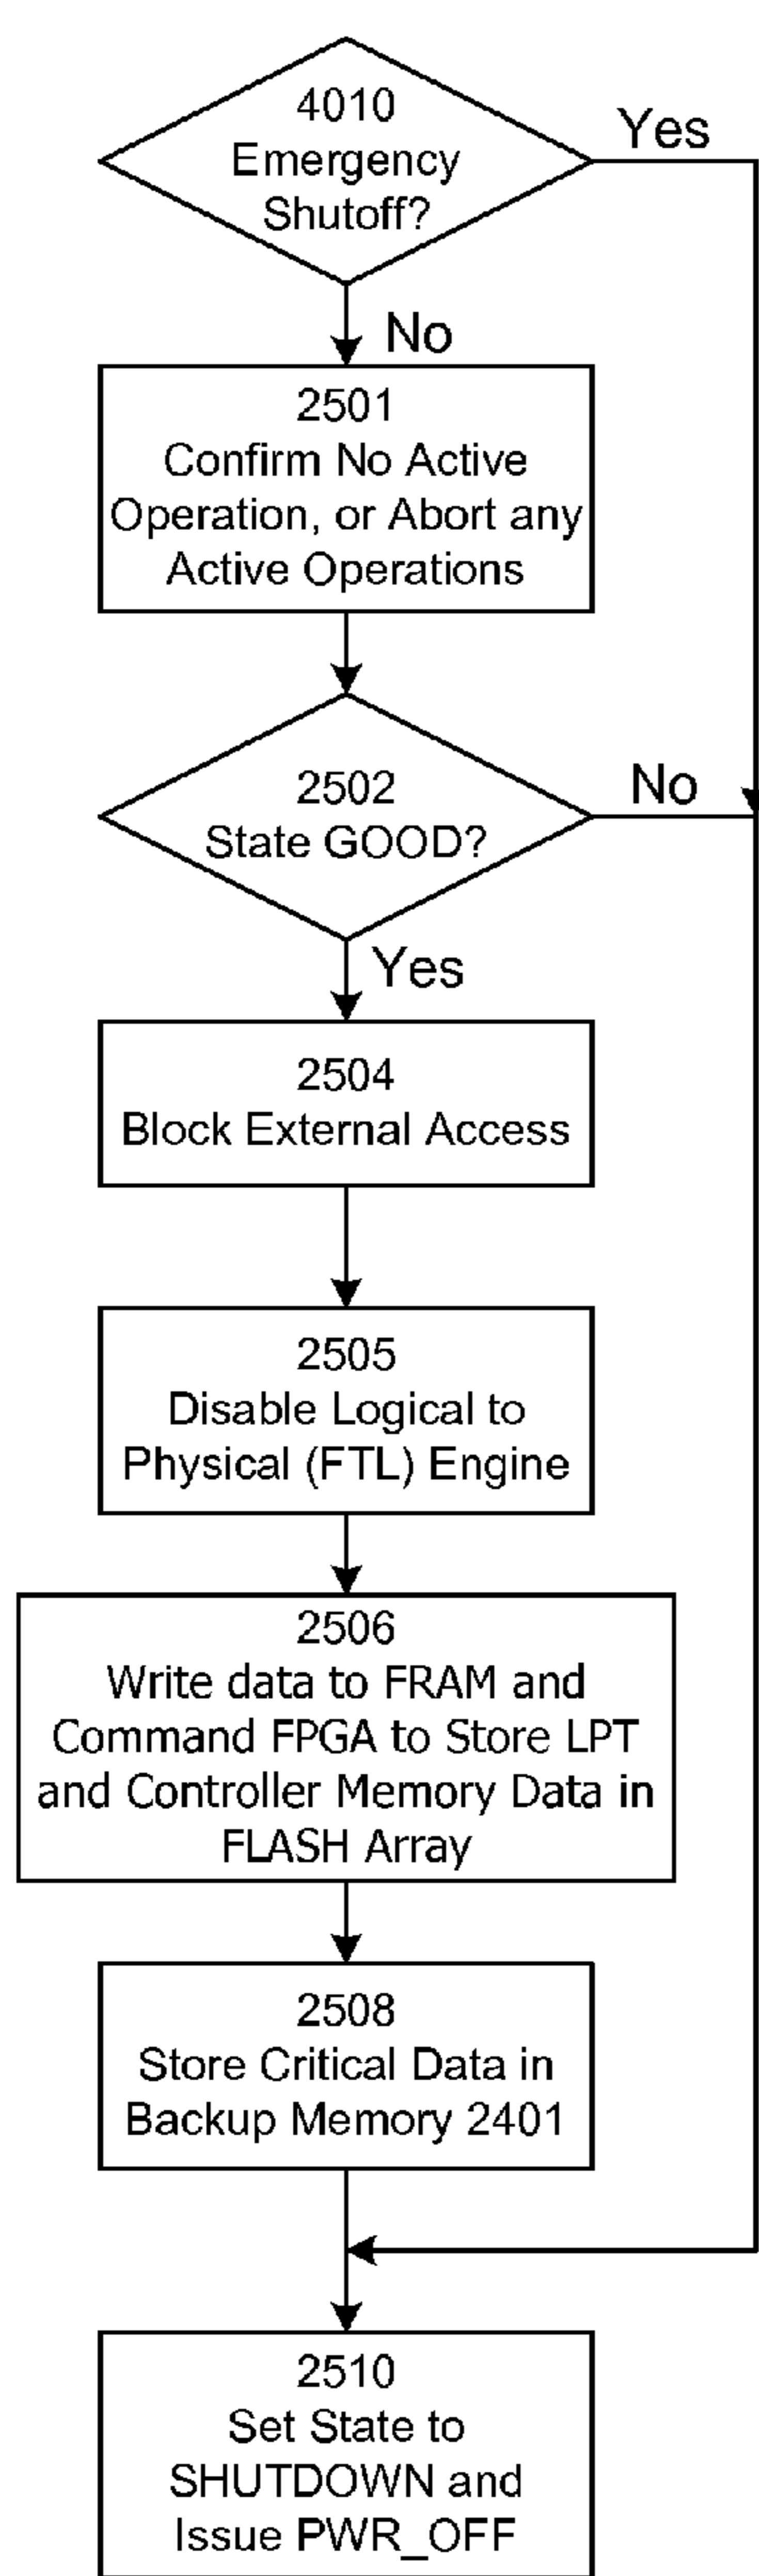 4010
Emergency
Shutoff?
Yes
No
2501
Confirm No Active
Operation, or Abort any
Active Operations
2502
State GOOD?
No
Yes
2504
Block External Access
2505
Disable Logical to
Physical (FTL) Engine
2506
Write data to FRAM and
Command FPGA to Store LPT
and Controller Memory Data in
FLASH Array
2508
Store Critical Data in
Backup Memory 2401
2510
Set State to
SHUTDOWN and
Issue PWR_OFF